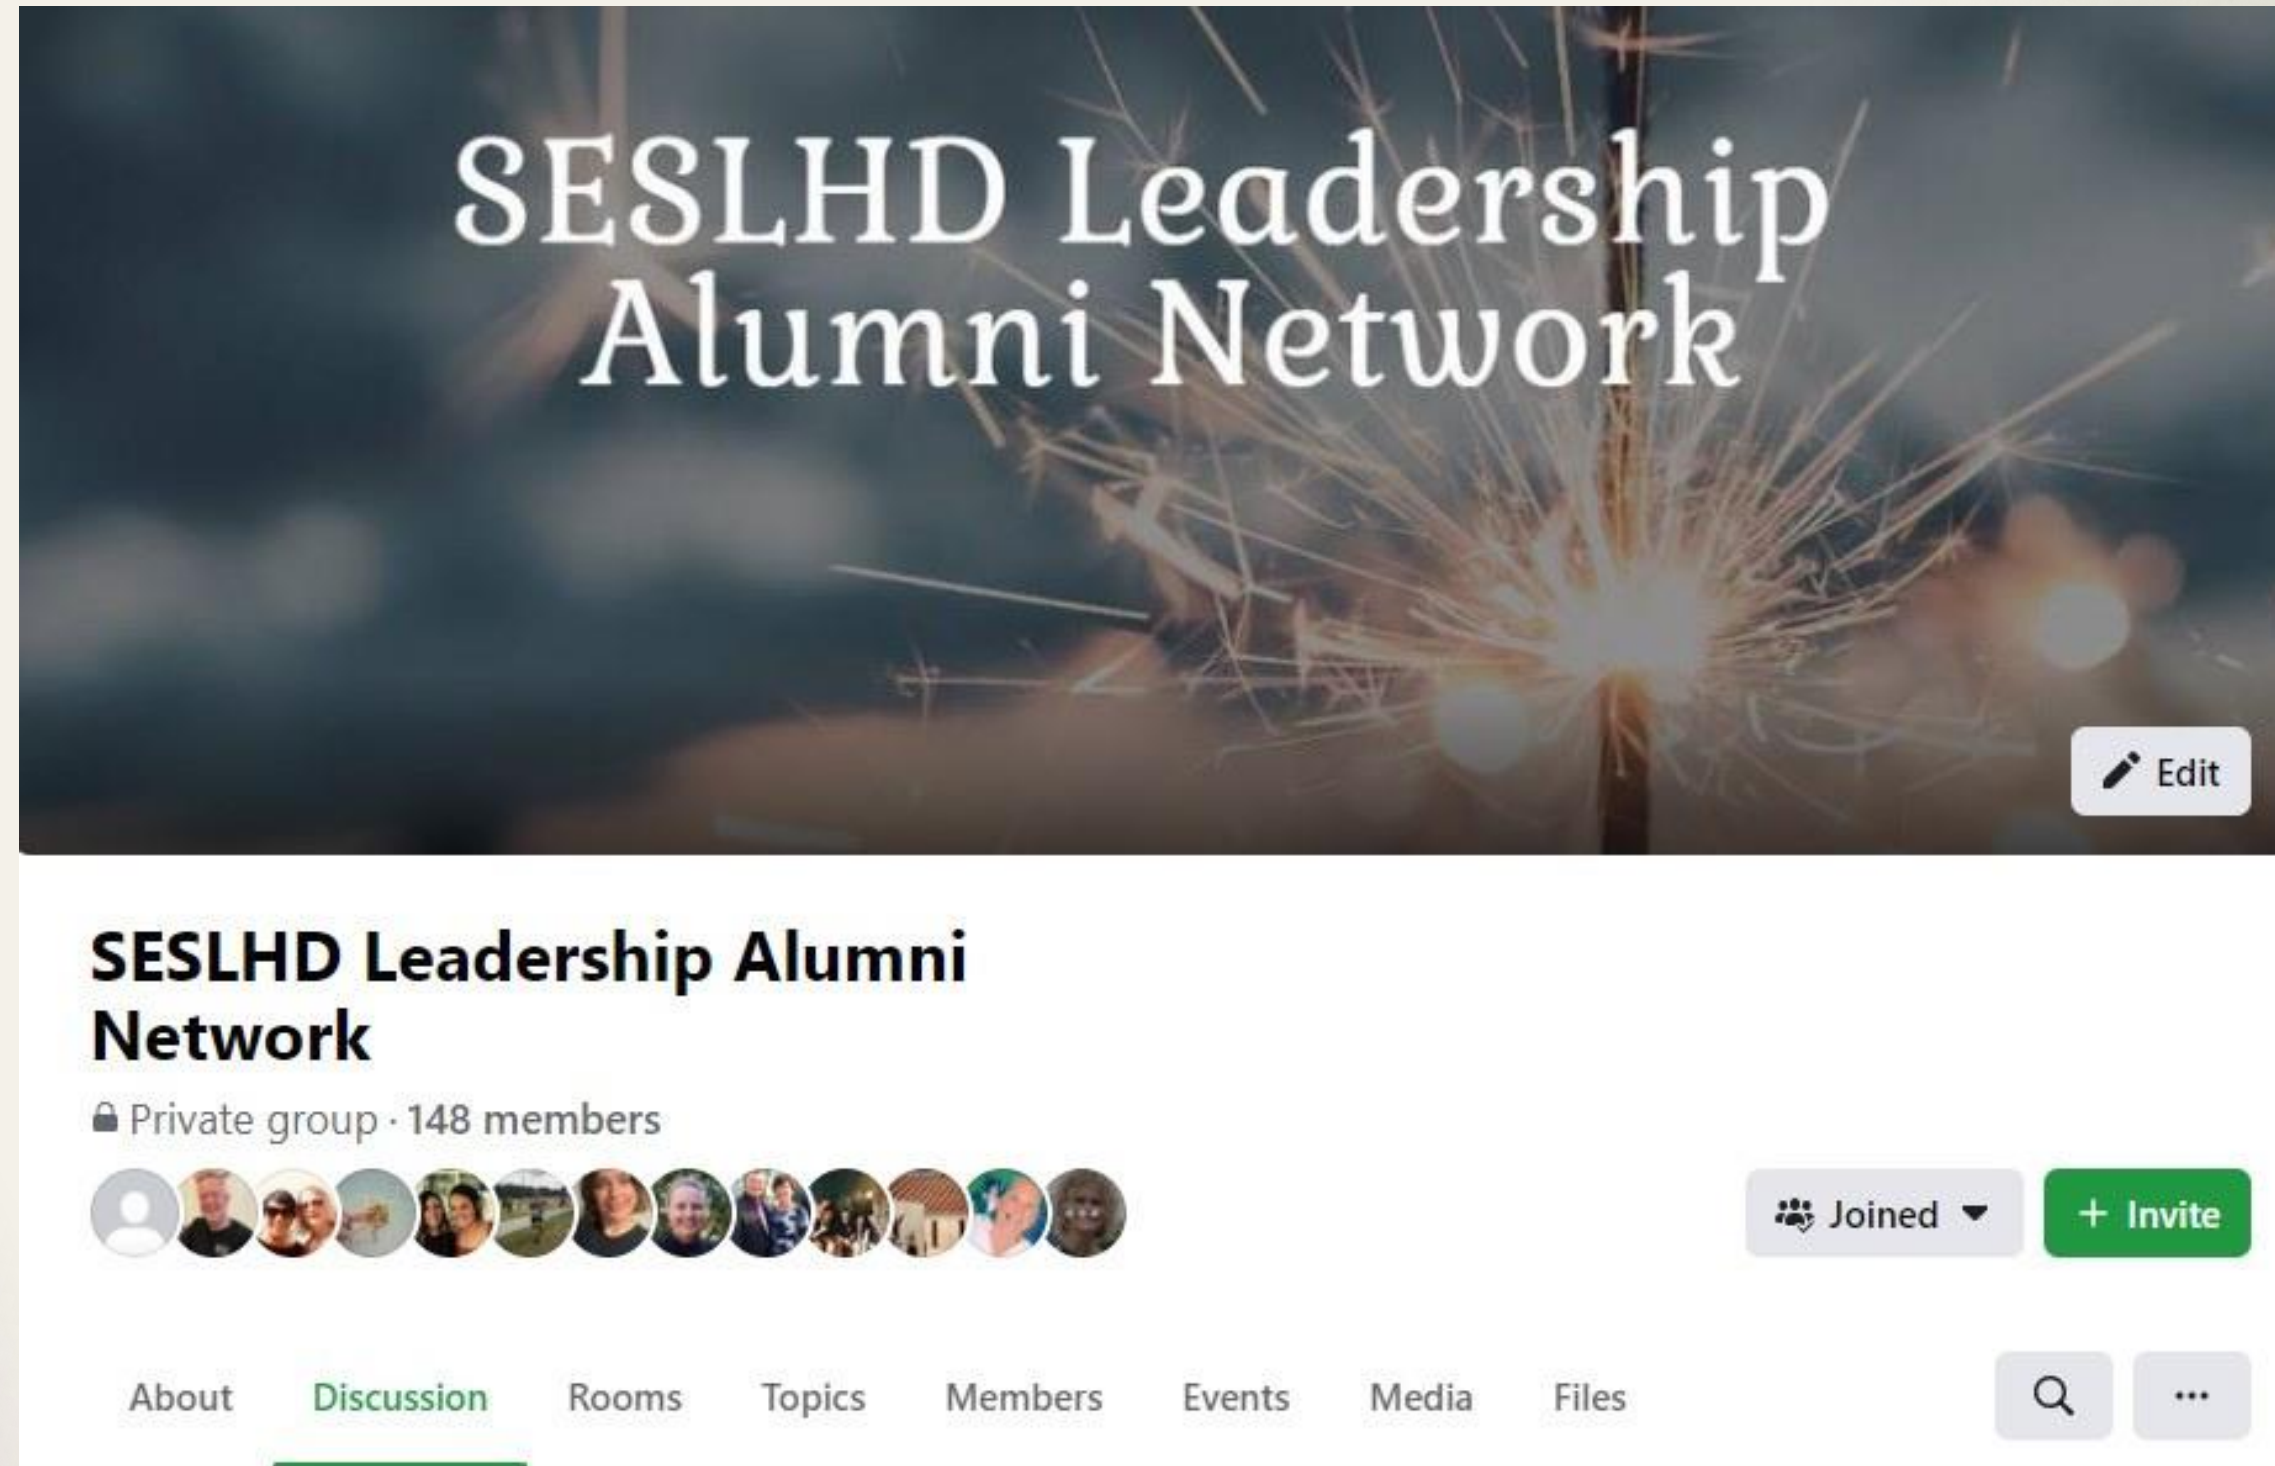 SESLHD Leadership
Alumni Network
Edit
SESLHD Leadership Alumni
Network
Private group · 148 members
Joined
+ Invite
About Discussion Rooms Topics Members Events Media Files